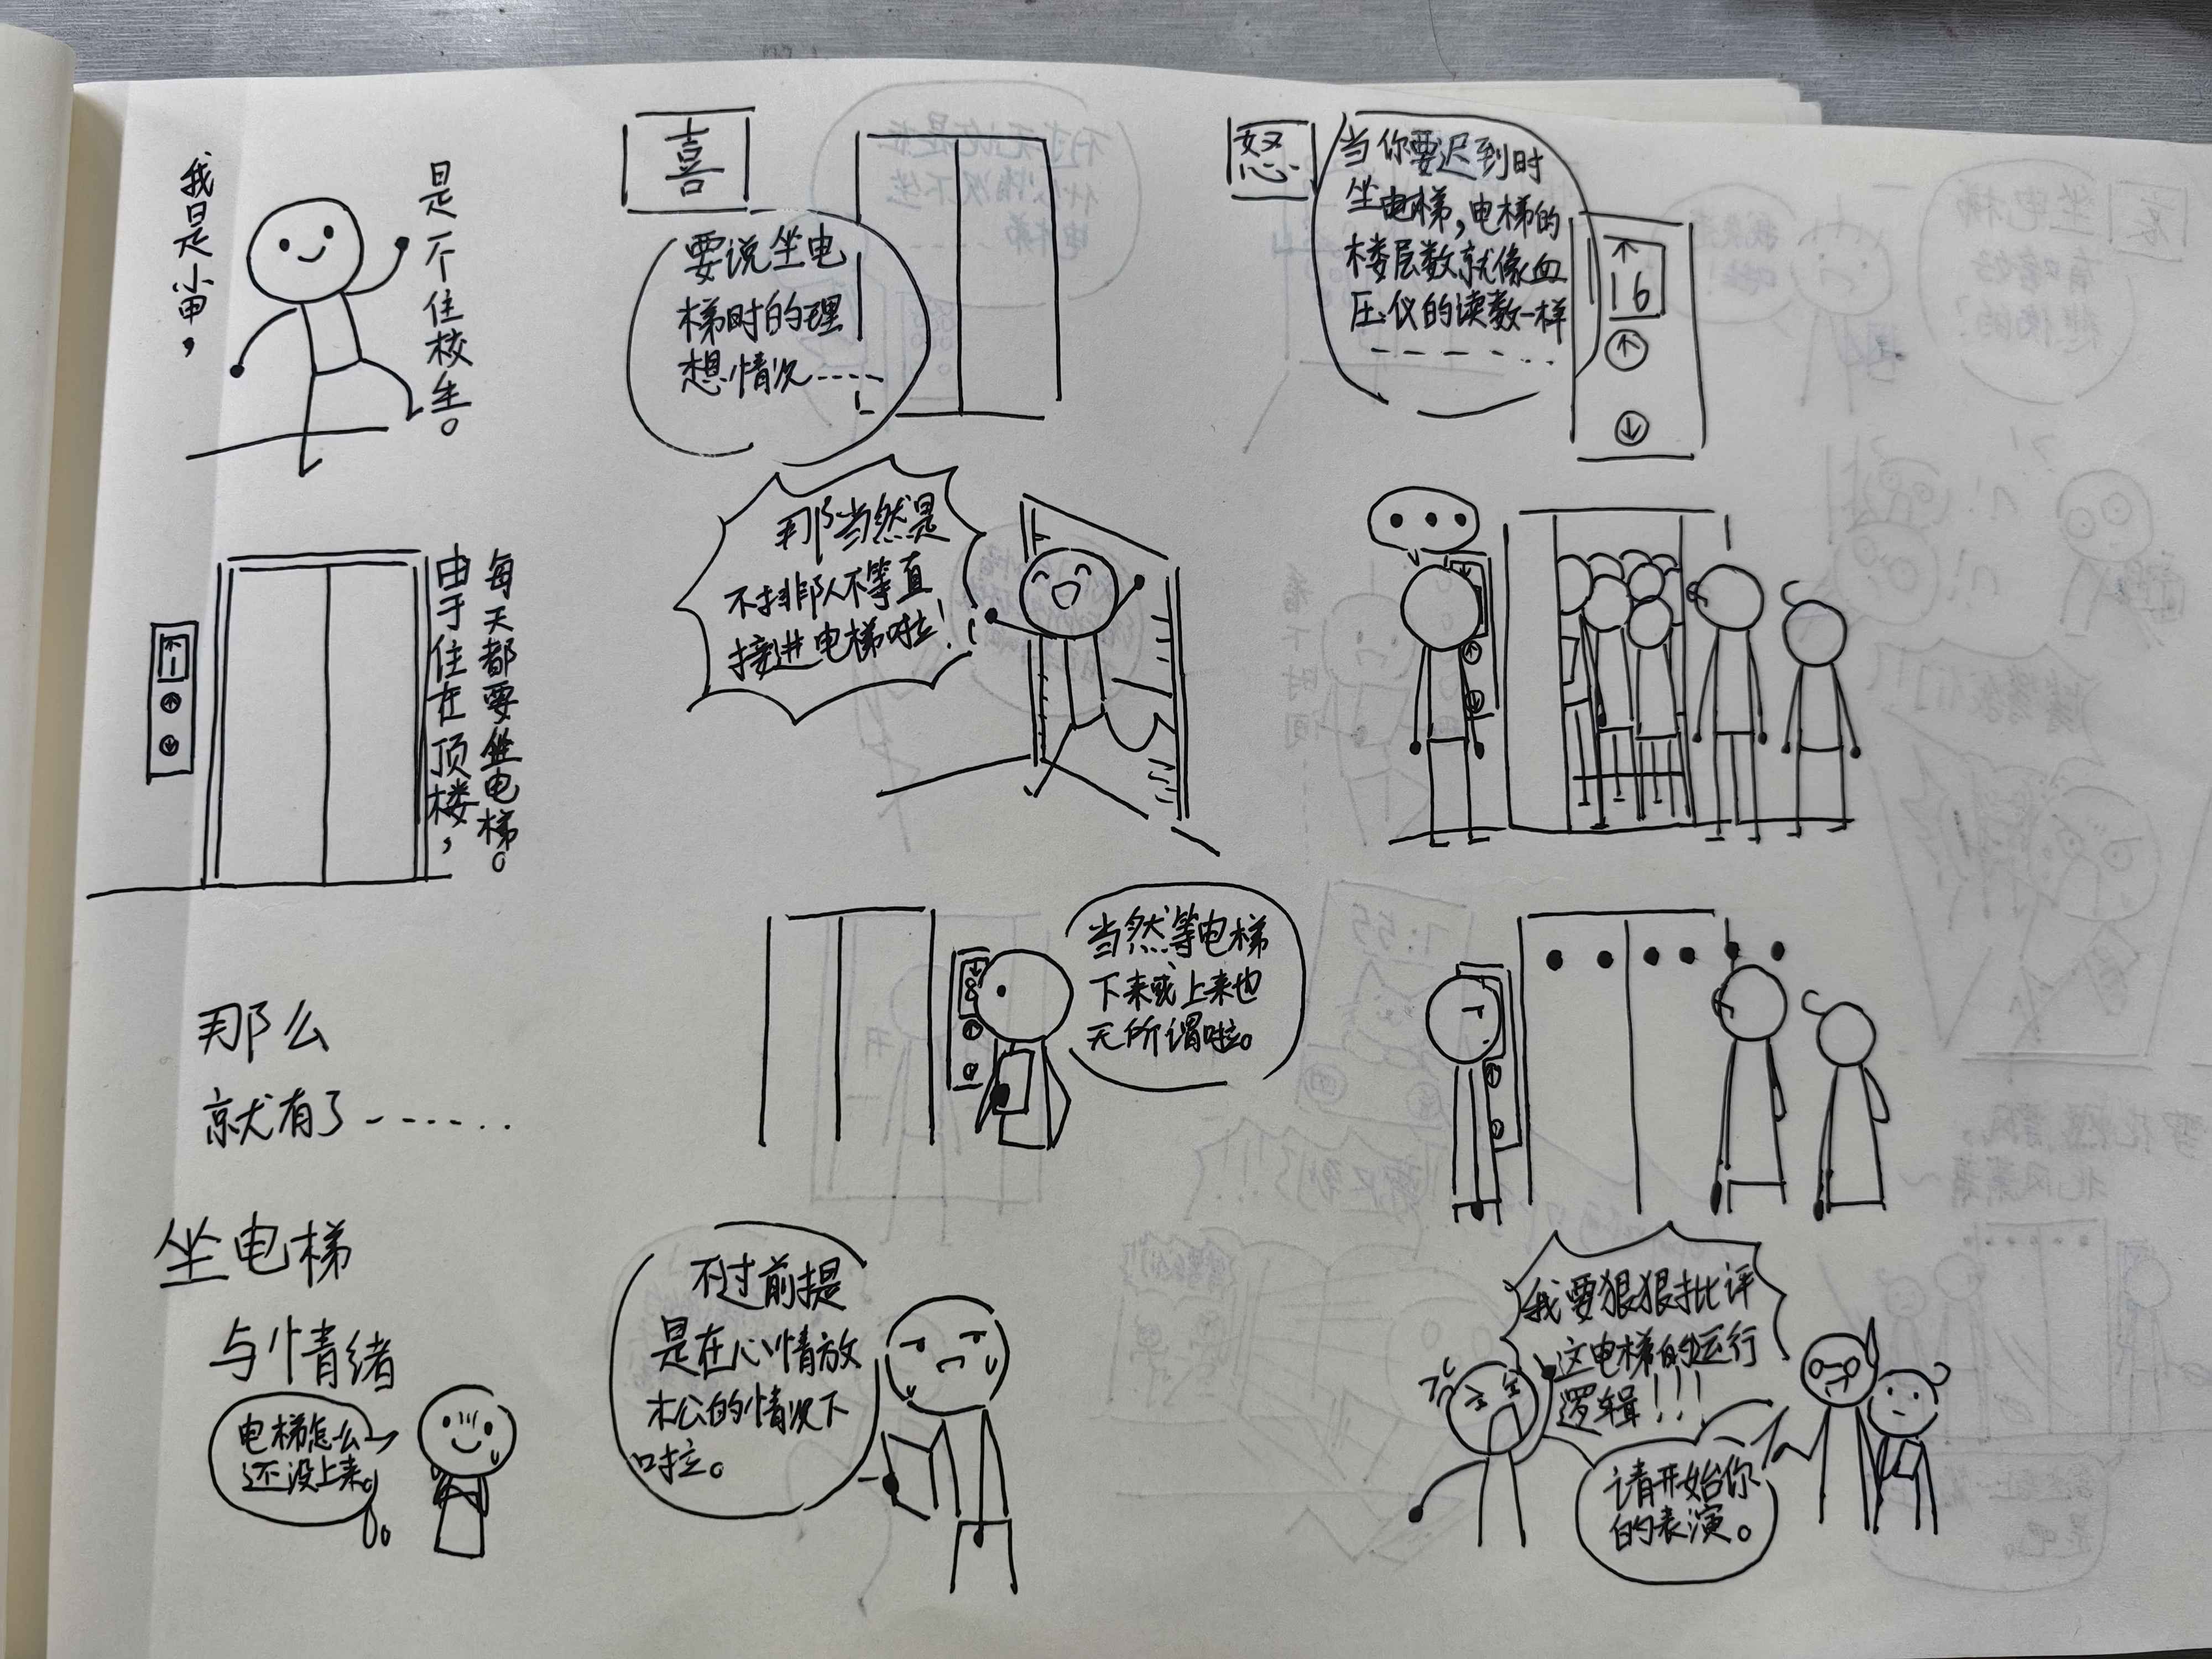 我是小甲，
是一个住校生。
由于住在顶楼，
每天都要坐电梯。
1
那么
就有了......
坐电梯
与情绪
电梯怎么
还没上来。
喜
要说坐电
梯时的理
想情况......
那当然是
不排队不等直
接进电梯啦！
当然等电梯
下来或上来也
无所谓啦。
8
不过前提
是在心情放
松的情况下
啦。
怒
当你要迟到时
坐电梯，电梯的
楼层数就像血
压仪的读数一样
......
16
我要狠狠批评
这电梯的运行
逻辑！！！
请开始你
的表演。